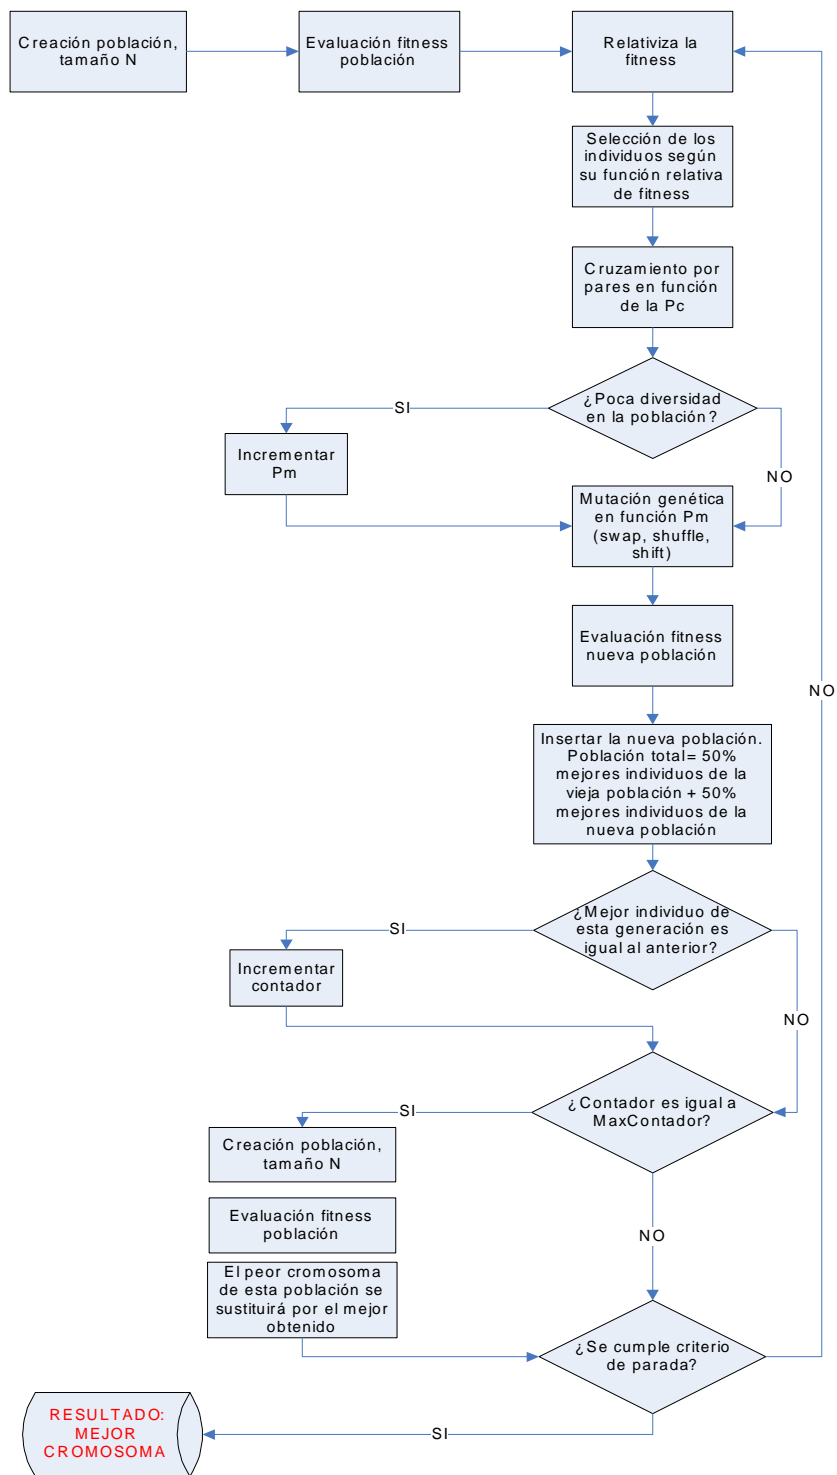 Creación población,
tamaño N
Evaluación fitness
población
Relativiza la
fitness
Selección de los
individuos según
su función relativa
de fitness
Cruzamiento por
pares en función
de la Pc
¿Poca diversidad
en la población?
SI
NO
Incrementar
Pm
Mutación genética
en función Pm
(swap, shuffle,
shift)
Evaluación fitness
nueva población
NO
Insertar la nueva población.
Población total= 50%
mejores individuos de la
vieja población + 50%
mejores individuos de la
nueva población
¿Mejor individuo de
esta generación es
igual al anterior?
SI
Incrementar
contador
NO
¿Contador es igual a
MaxContador?
SI
Creación población,
tamaño N
Evaluación fitness
población
NO
El peor cromosoma
de esta población se
sustituirá por el mejor
obtenido
¿Se cumple criterio
de parada?
SI
RESULTADO:
MEJOR
CROMOSOMA